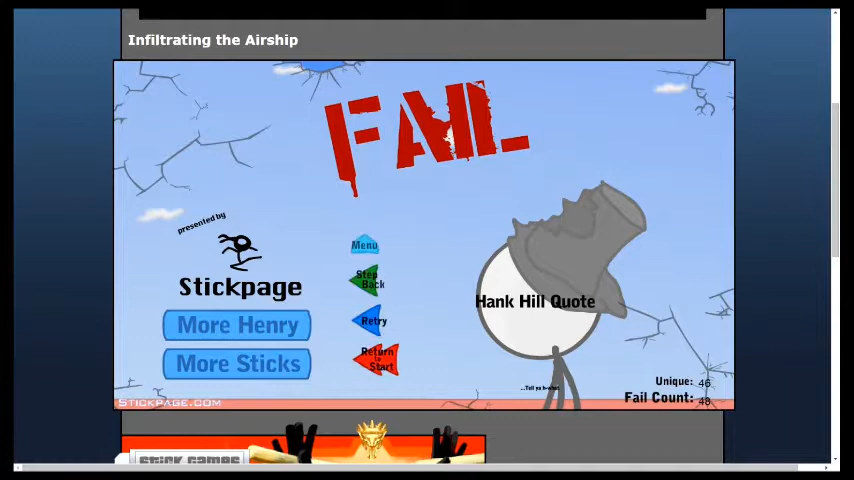 Infiltrating the Airship
FAIL
presented by
Stickpage
More Henry
More Sticks
Menu
Step
Back
Retry
Return
to
Start
Hank Hill Quote
...Tell ya h-what.
Unique: 46
Fail Count: 48
STICKPAGE.COM
STICK GAMES